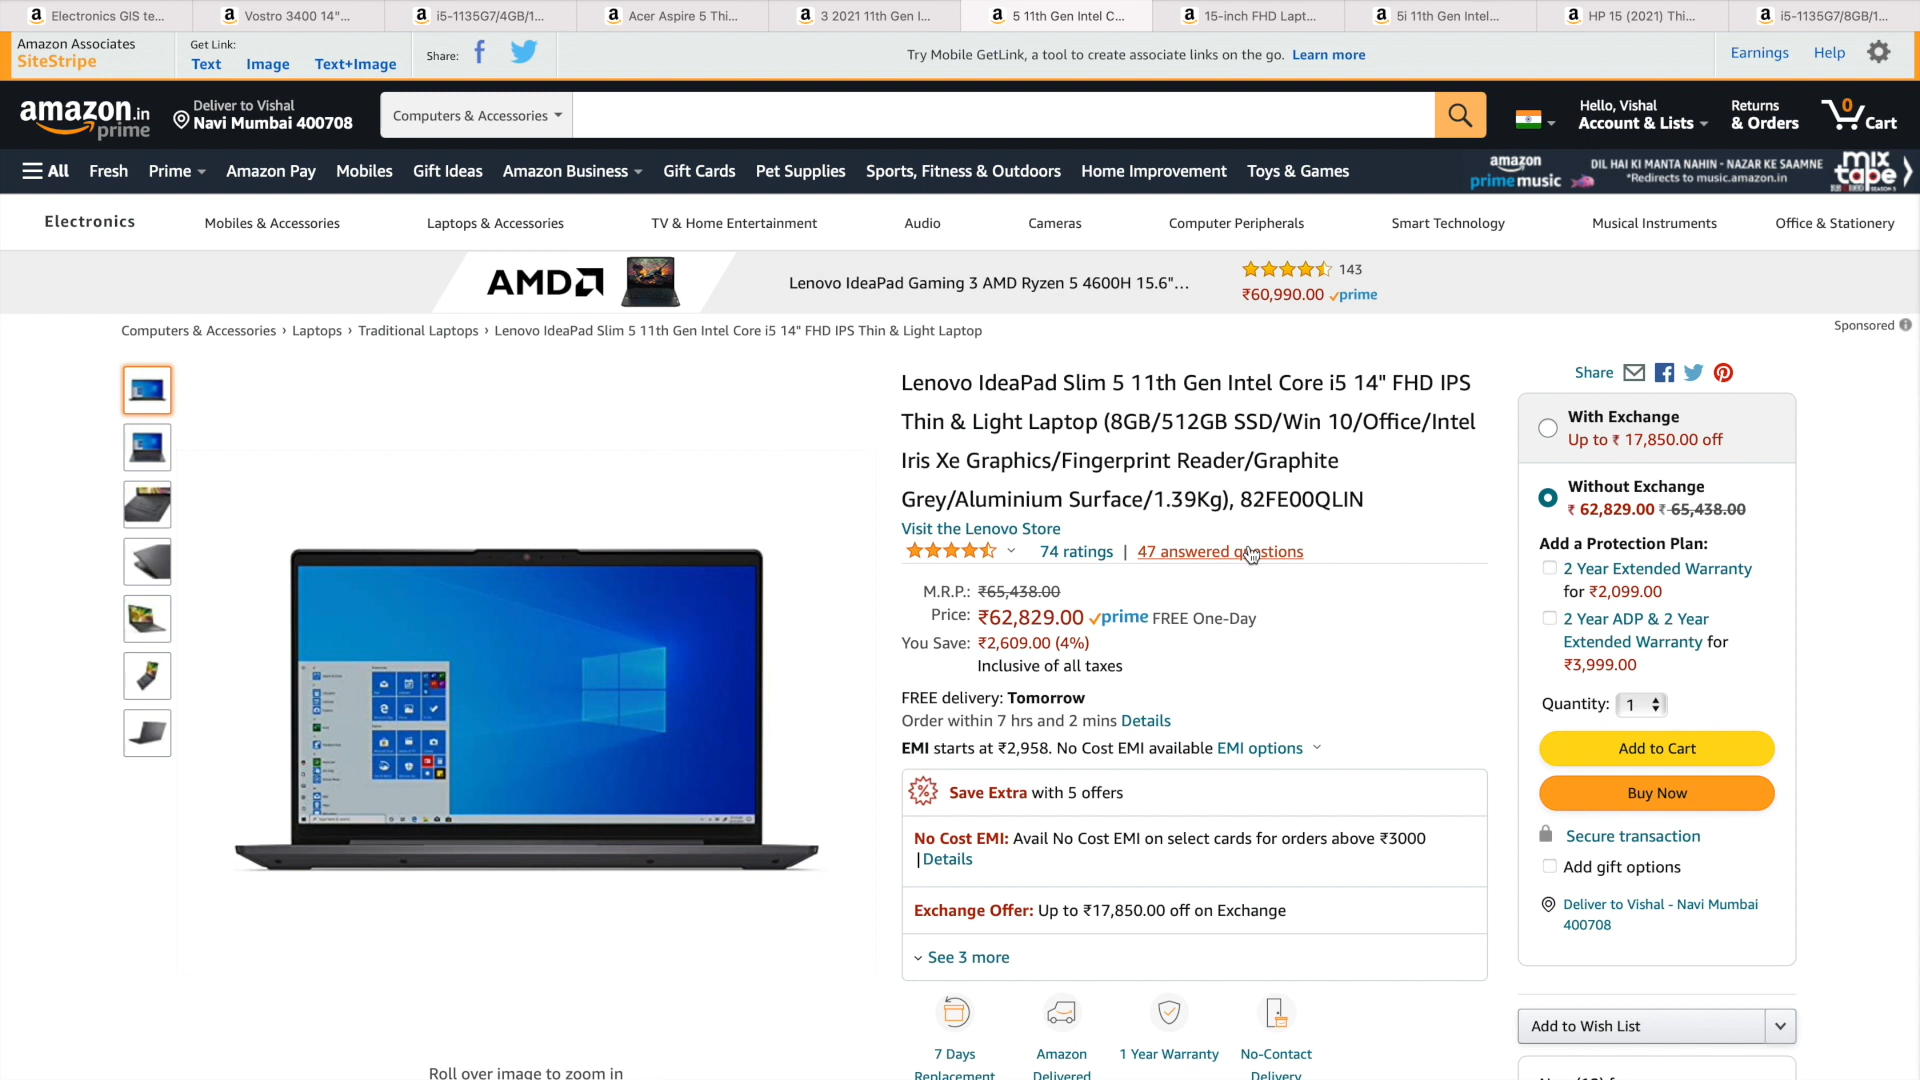 Electronics GIS te...
Vostro 3400 14"...
i5-1135G7/4GB/1...
Acer Aspire 5 Thi...
3 2021 11th Gen I...
5 11th Gen Intel C...
15-inch FHD Lapt...
5i 11th Gen Intel...
HP 15 (2021) Thi...
i5-1135G7/8GB/1...
Amazon Associates
SiteStripe
Get Link:
Text Image Text+Image
Share:
Try Mobile GetLink, a tool to create associate links on the go. Learn more
Earnings Help
amazon.in
prime
Deliver to Vishal
Navi Mumbai 400708
Computers & Accessories
Hello, Vishal
Account & Lists
Returns
& Orders
0
Cart
All Fresh Prime Amazon Pay Mobiles Gift Ideas Amazon Business Gift Cards Pet Supplies Sports, Fitness & Outdoors Home Improvement Toys & Games
amazon
prime music
DIL HAI KI MANTA NAHIN - NAZAR KE SAAMNE
*Redirects to music.amazon.in
mix
tape
Electronics Mobiles & Accessories Laptops & Accessories TV & Home Entertainment Audio Cameras Computer Peripherals Smart Technology Musical Instruments Office & Stationery
AMD
Lenovo IdeaPad Gaming 3 AMD Ryzen 5 4600H 15.6"...
143
₹60,990.00 prime
Sponsored
Computers & Accessories › Laptops › Traditional Laptops › Lenovo IdeaPad Slim 5 11th Gen Intel Core i5 14" FHD IPS Thin & Light Laptop
Lenovo IdeaPad Slim 5 11th Gen Intel Core i5 14" FHD IPS
Thin & Light Laptop (8GB/512GB SSD/Win 10/Office/Intel
Iris Xe Graphics/Fingerprint Reader/Graphite
Grey/Aluminium Surface/1.39Kg), 82FE00QLIN
Visit the Lenovo Store
74 ratings | 47 answered questions
M.R.P.: ₹65,438.00
Price: ₹62,829.00 prime FREE One-Day
You Save: ₹2,609.00 (4%)
Inclusive of all taxes
FREE delivery: Tomorrow
Order within 7 hrs and 2 mins Details
EMI starts at ₹2,958. No Cost EMI available EMI options
Save Extra with 5 offers
No Cost EMI: Avail No Cost EMI on select cards for orders above ₹3000
|Details
Exchange Offer: Up to ₹17,850.00 off on Exchange
See 3 more
7 Days
Replacement
Amazon
Delivered
1 Year Warranty
No-Contact
Delivery
Roll over image to zoom in
Share
With Exchange
Up to ₹ 17,850.00 off
Without Exchange
₹ 62,829.00 ₹ 65,438.00
Add a Protection Plan:
2 Year Extended Warranty
for ₹2,099.00
2 Year ADP & 2 Year
Extended Warranty for
₹3,999.00
Quantity: 1
Add to Cart
Buy Now
Secure transaction
Add gift options
Deliver to Vishal - Navi Mumbai
400708
Add to Wish List